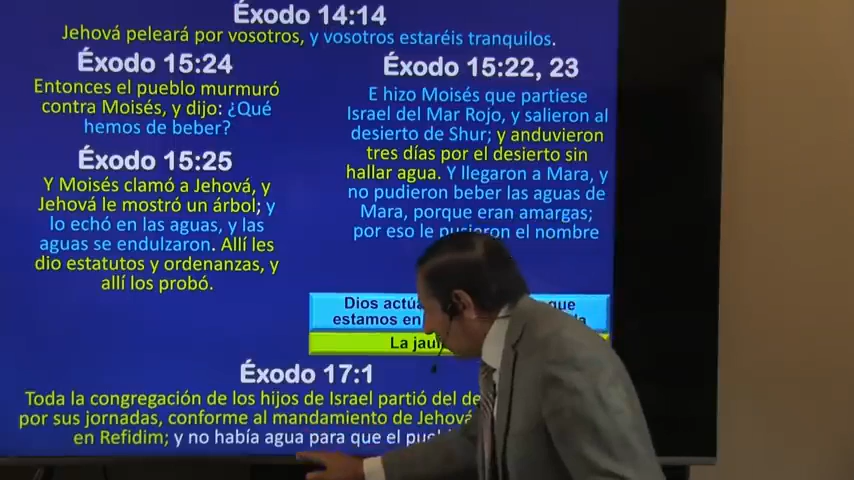 Éxodo 14:14
Jehová peleará por vosotros, y vosotros estaréis tranquilos.
Éxodo 15:24
Entonces el pueblo murmuró
contra Moisés, y dijo: ¿Qué
hemos de beber?
Éxodo 15:25
Y Moisés clamó a Jehová, y
Jehová le mostró un árbol; y
lo echó en las aguas, y las
aguas se endulzaron. Allí les
dio estatutos y ordenanzas, y
allí los probó.
Éxodo 15:22, 23
E hizo Moisés que partiese
Israel del Mar Rojo, y salieron al
desierto de Shur; y anduvieron
tres días por el desierto sin
hallar agua. Y llegaron a Mara, y
no pudieron beber las aguas de
Mara, porque eran amargas;
por eso le pusieron el nombre
Dios que
estamos en
La
Éxodo 17:1
Toda la congregación de los hijos de Israel partió del
por sus jornadas, conforme al mandamiento de Jehová
en Refidim; y no había agua para que el